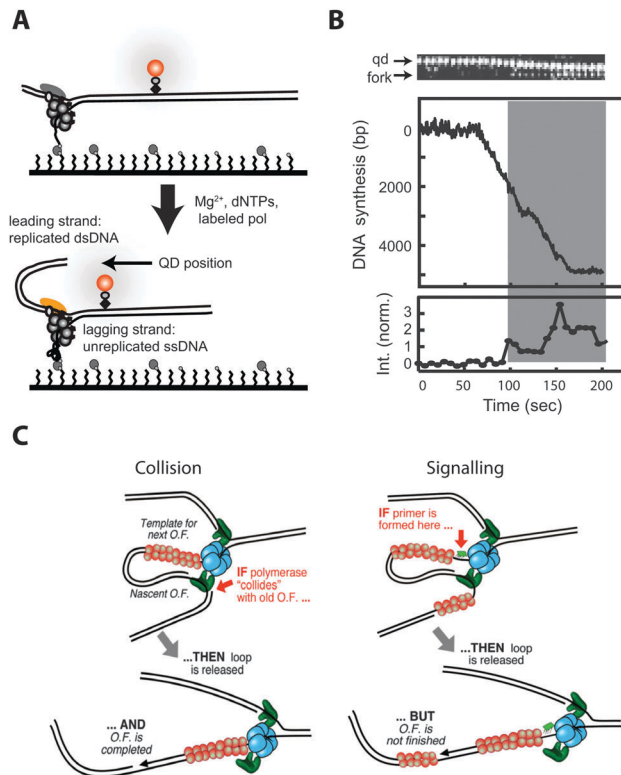 A
Mg2+, dNTPs,
labeled pol
leading strand:
replicated dsDNA
QD position
lagging strand:
unreplicated ssDNA
B
qd
fork
DNA synthesis (bp)
0
2000
4000
Int. (norm.)
3
2
1
0
0
50
100
150
200
Time (sec)
C
Collision
Template for
next O.F.
Nascent O.F.
IF polymerase
“collides”
with old O.F. ...
...THEN loop
is released
... AND
O.F. is
completed
Signalling
IF primer is
formed here ...
...THEN loop
is released
... BUT
O.F. is
not finished